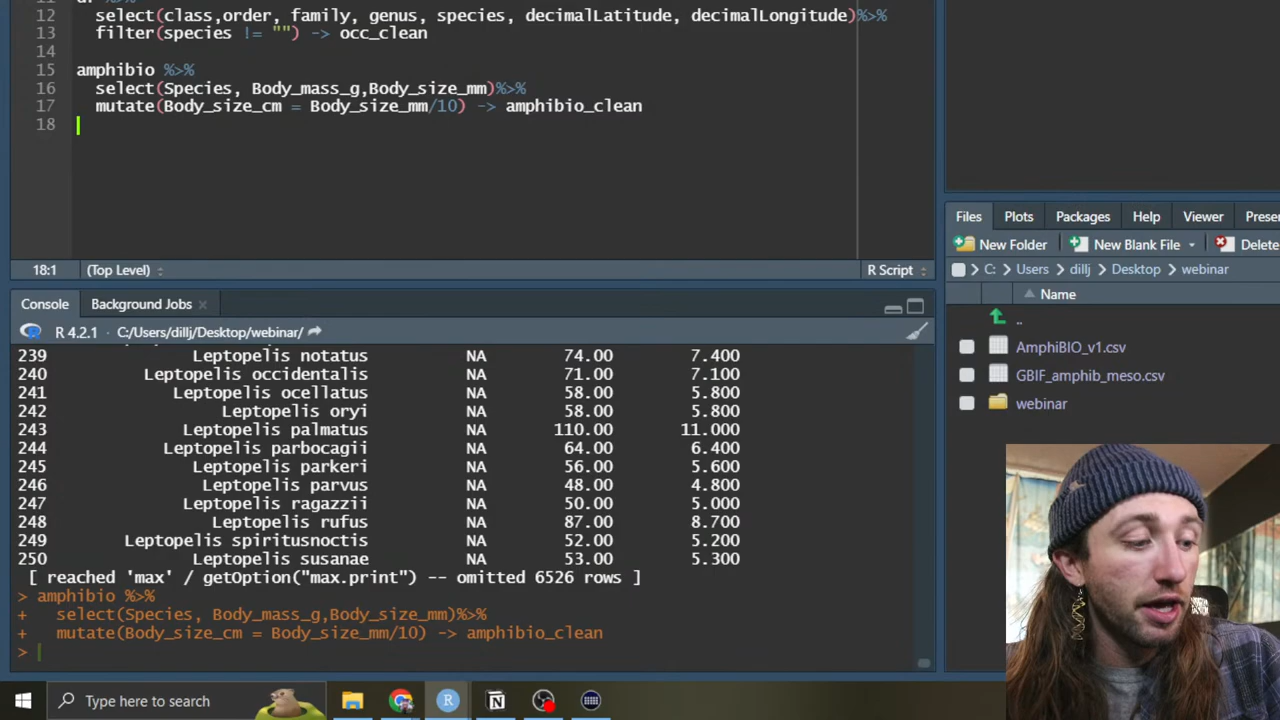 12 select(class,order, family, genus, species, decimalLatitude, decimalLongitude)%>%
13 filter(species != "") -> occ_clean
14
15 amphibio %>%
16 select(Species, Body_mass_g,Body_size_mm)%>%
17 mutate(Body_size_cm = Body_size_mm/10) -> amphibio_clean
18
18:1 (Top Level) R Script
Console Background Jobs
R 4.2.1 · C:/Users/dillj/Desktop/webinar/
239 Leptopelis notatus NA 74.00 7.400
240 Leptopelis occidentalis NA 71.00 7.100
241 Leptopelis ocellatus NA 58.00 5.800
242 Leptopelis oryi NA 58.00 5.800
243 Leptopelis palmatus NA 110.00 11.000
244 Leptopelis parbocagii NA 64.00 6.400
245 Leptopelis parkeri NA 56.00 5.600
246 Leptopelis parvus NA 48.00 4.800
247 Leptopelis ragazzii NA 50.00 5.000
248 Leptopelis rufus NA 87.00 8.700
249 Leptopelis spiritusnoctis NA 52.00 5.200
250 Leptopelis susanae NA 53.00 5.300
[ reached 'max' / getOption("max.print") -- omitted 6526 rows ]
> amphibio %>%
+ select(Species, Body_mass_g,Body_size_mm)%>%
+ mutate(Body_size_cm = Body_size_mm/10) -> amphibio_clean
>
Files Plots Packages Help Viewer Prese
New Folder New Blank File Delete
C: Users dillj Desktop webinar
Name
..
AmphiBIO_v1.csv
GBIF_amphib_meso.csv
webinar
Type here to search